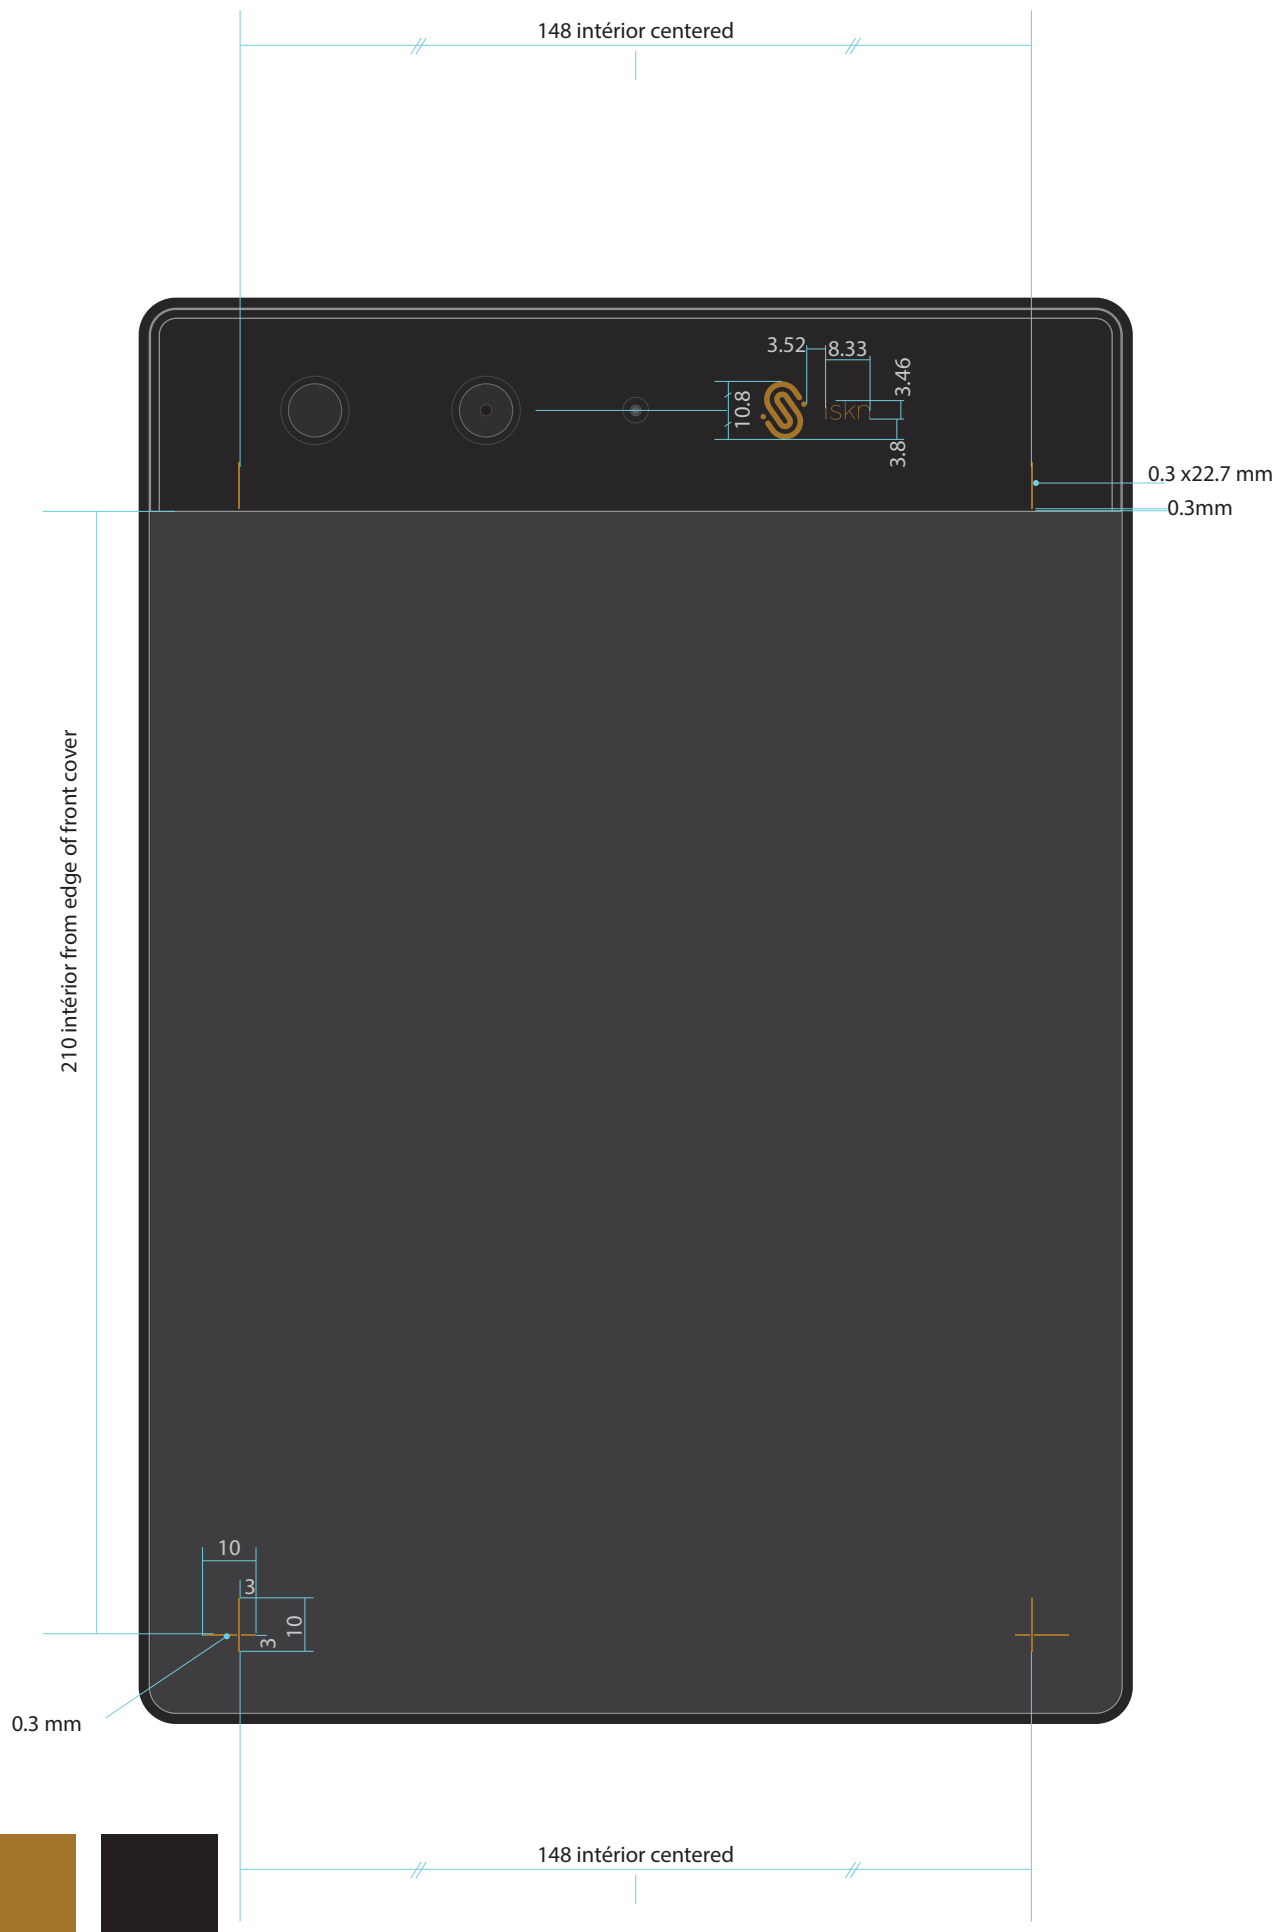 148 intérior centered
3.52
8.33
3.46
10.8
iskn
3.8
0.3 x22.7 mm
0.3mm
210 intérior from edge of front cover
10
3
10
3
0.3 mm
148 intérior centered